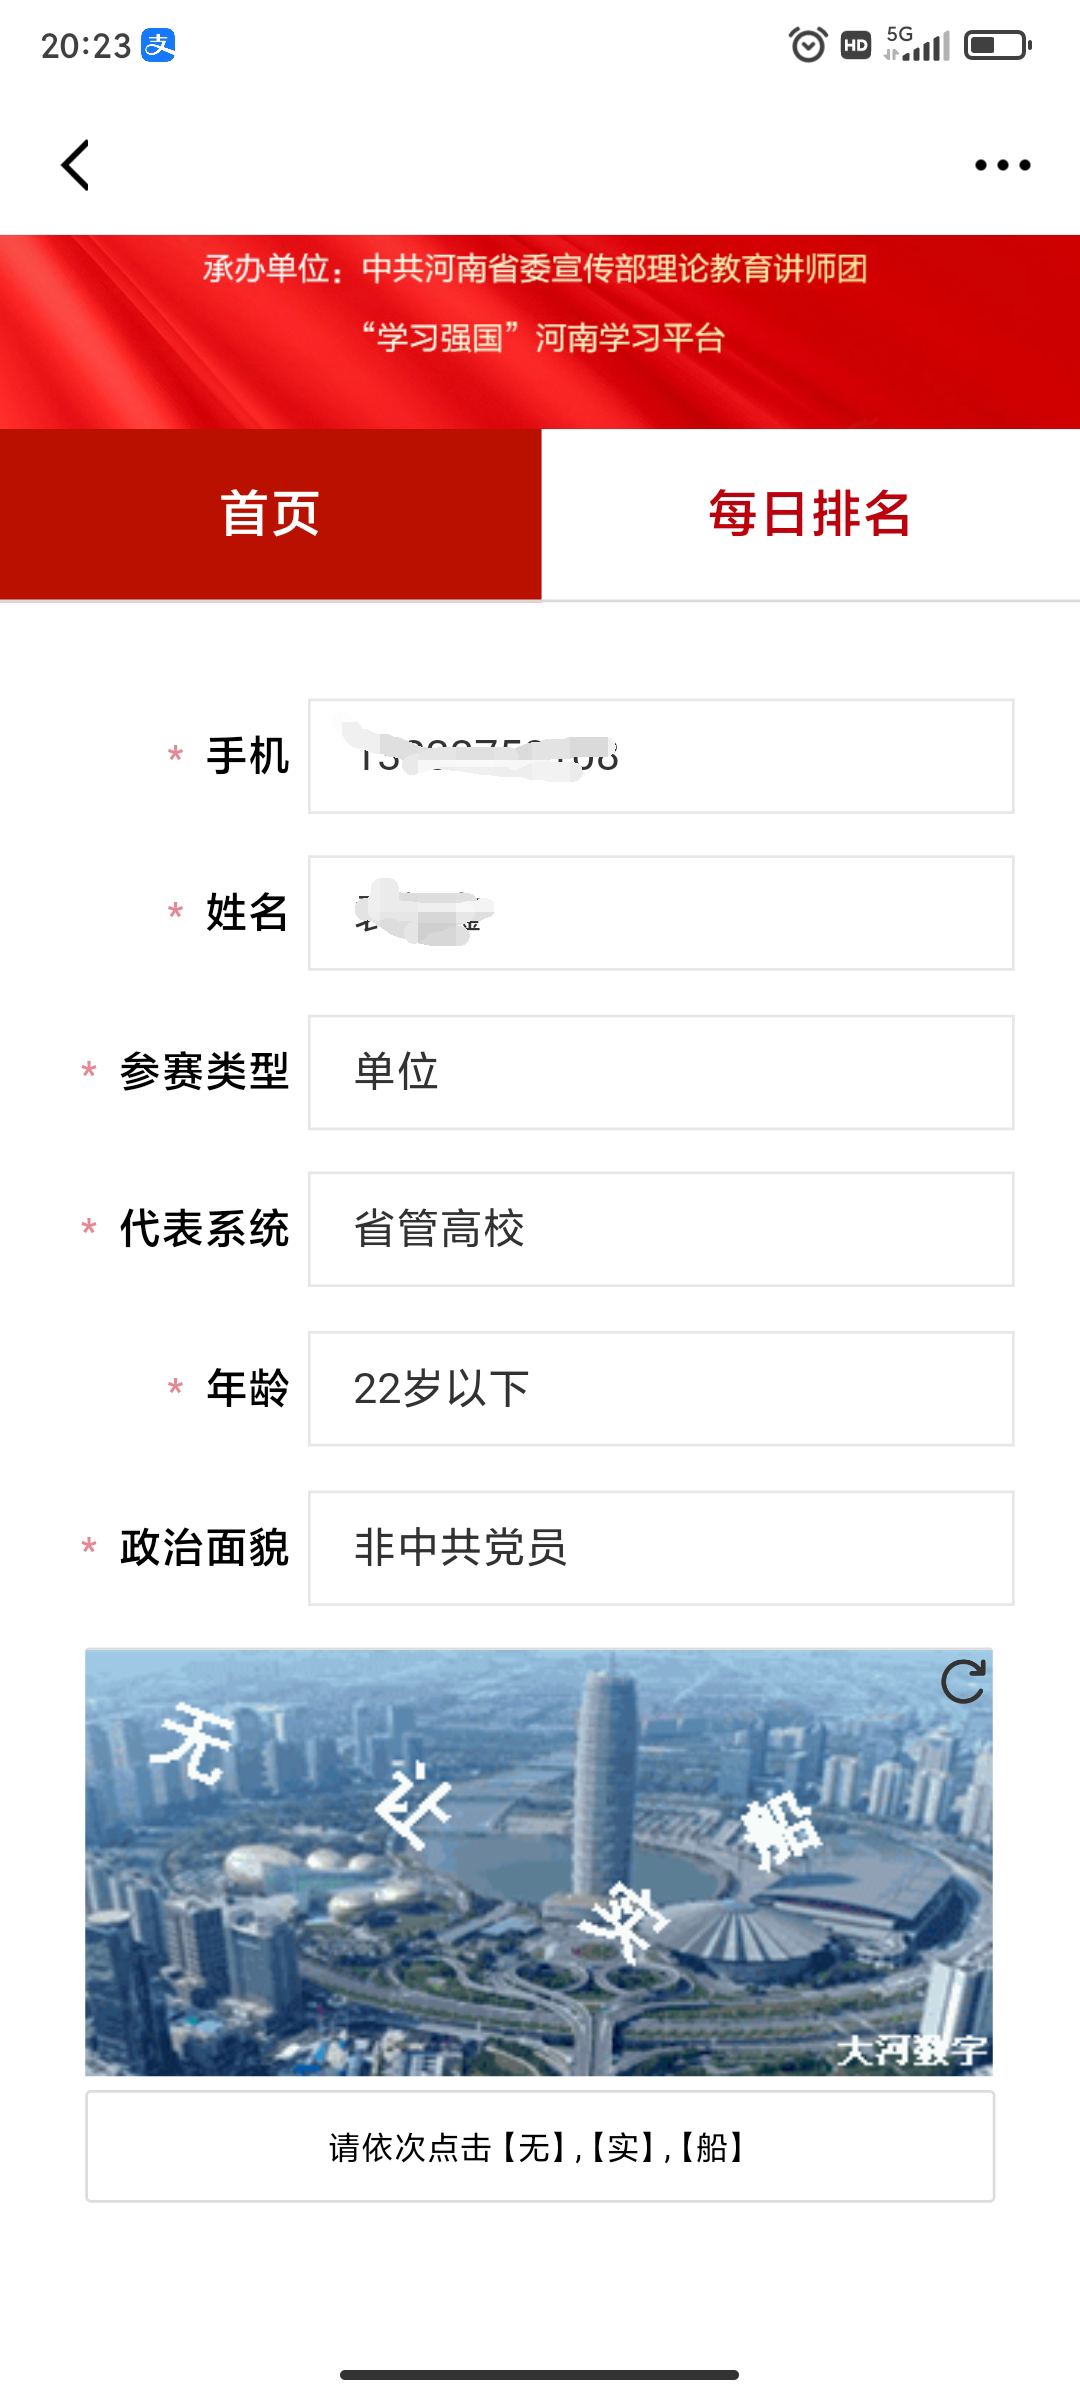 20:23 支
HD 5G
承办单位：中共河南省委宣传部理论教育讲师团
“学习强国”河南学习平台
首页 每日排名
* 手机
* 姓名
* 参赛类型 单位
* 代表系统 省管高校
* 年龄 22岁以下
* 政治面貌 非中共党员
无
让
船
实
大河数字
请依次点击【无】,【实】,【船】